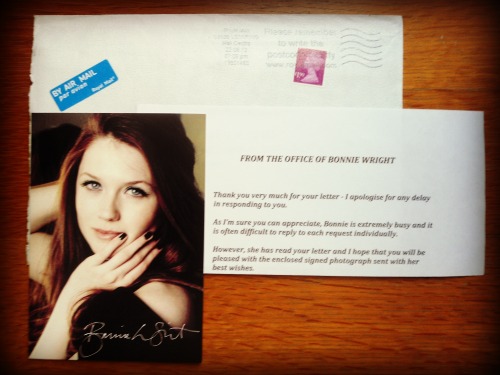 BY AIR MAIL
par avion
Royal Mail
Please remember
to write the
FROM THE OFFICE OF BONNIE WRIGHT
Thank you very much for your letter - I apologise for any delay
in responding to you.
As I'm sure you can appreciate, Bonnie is extremely busy and it
is often difficult to reply to each request individually.
However, she has read your letter and I hope that you will be
pleased with the enclosed signed photograph sent with her
best wishes.